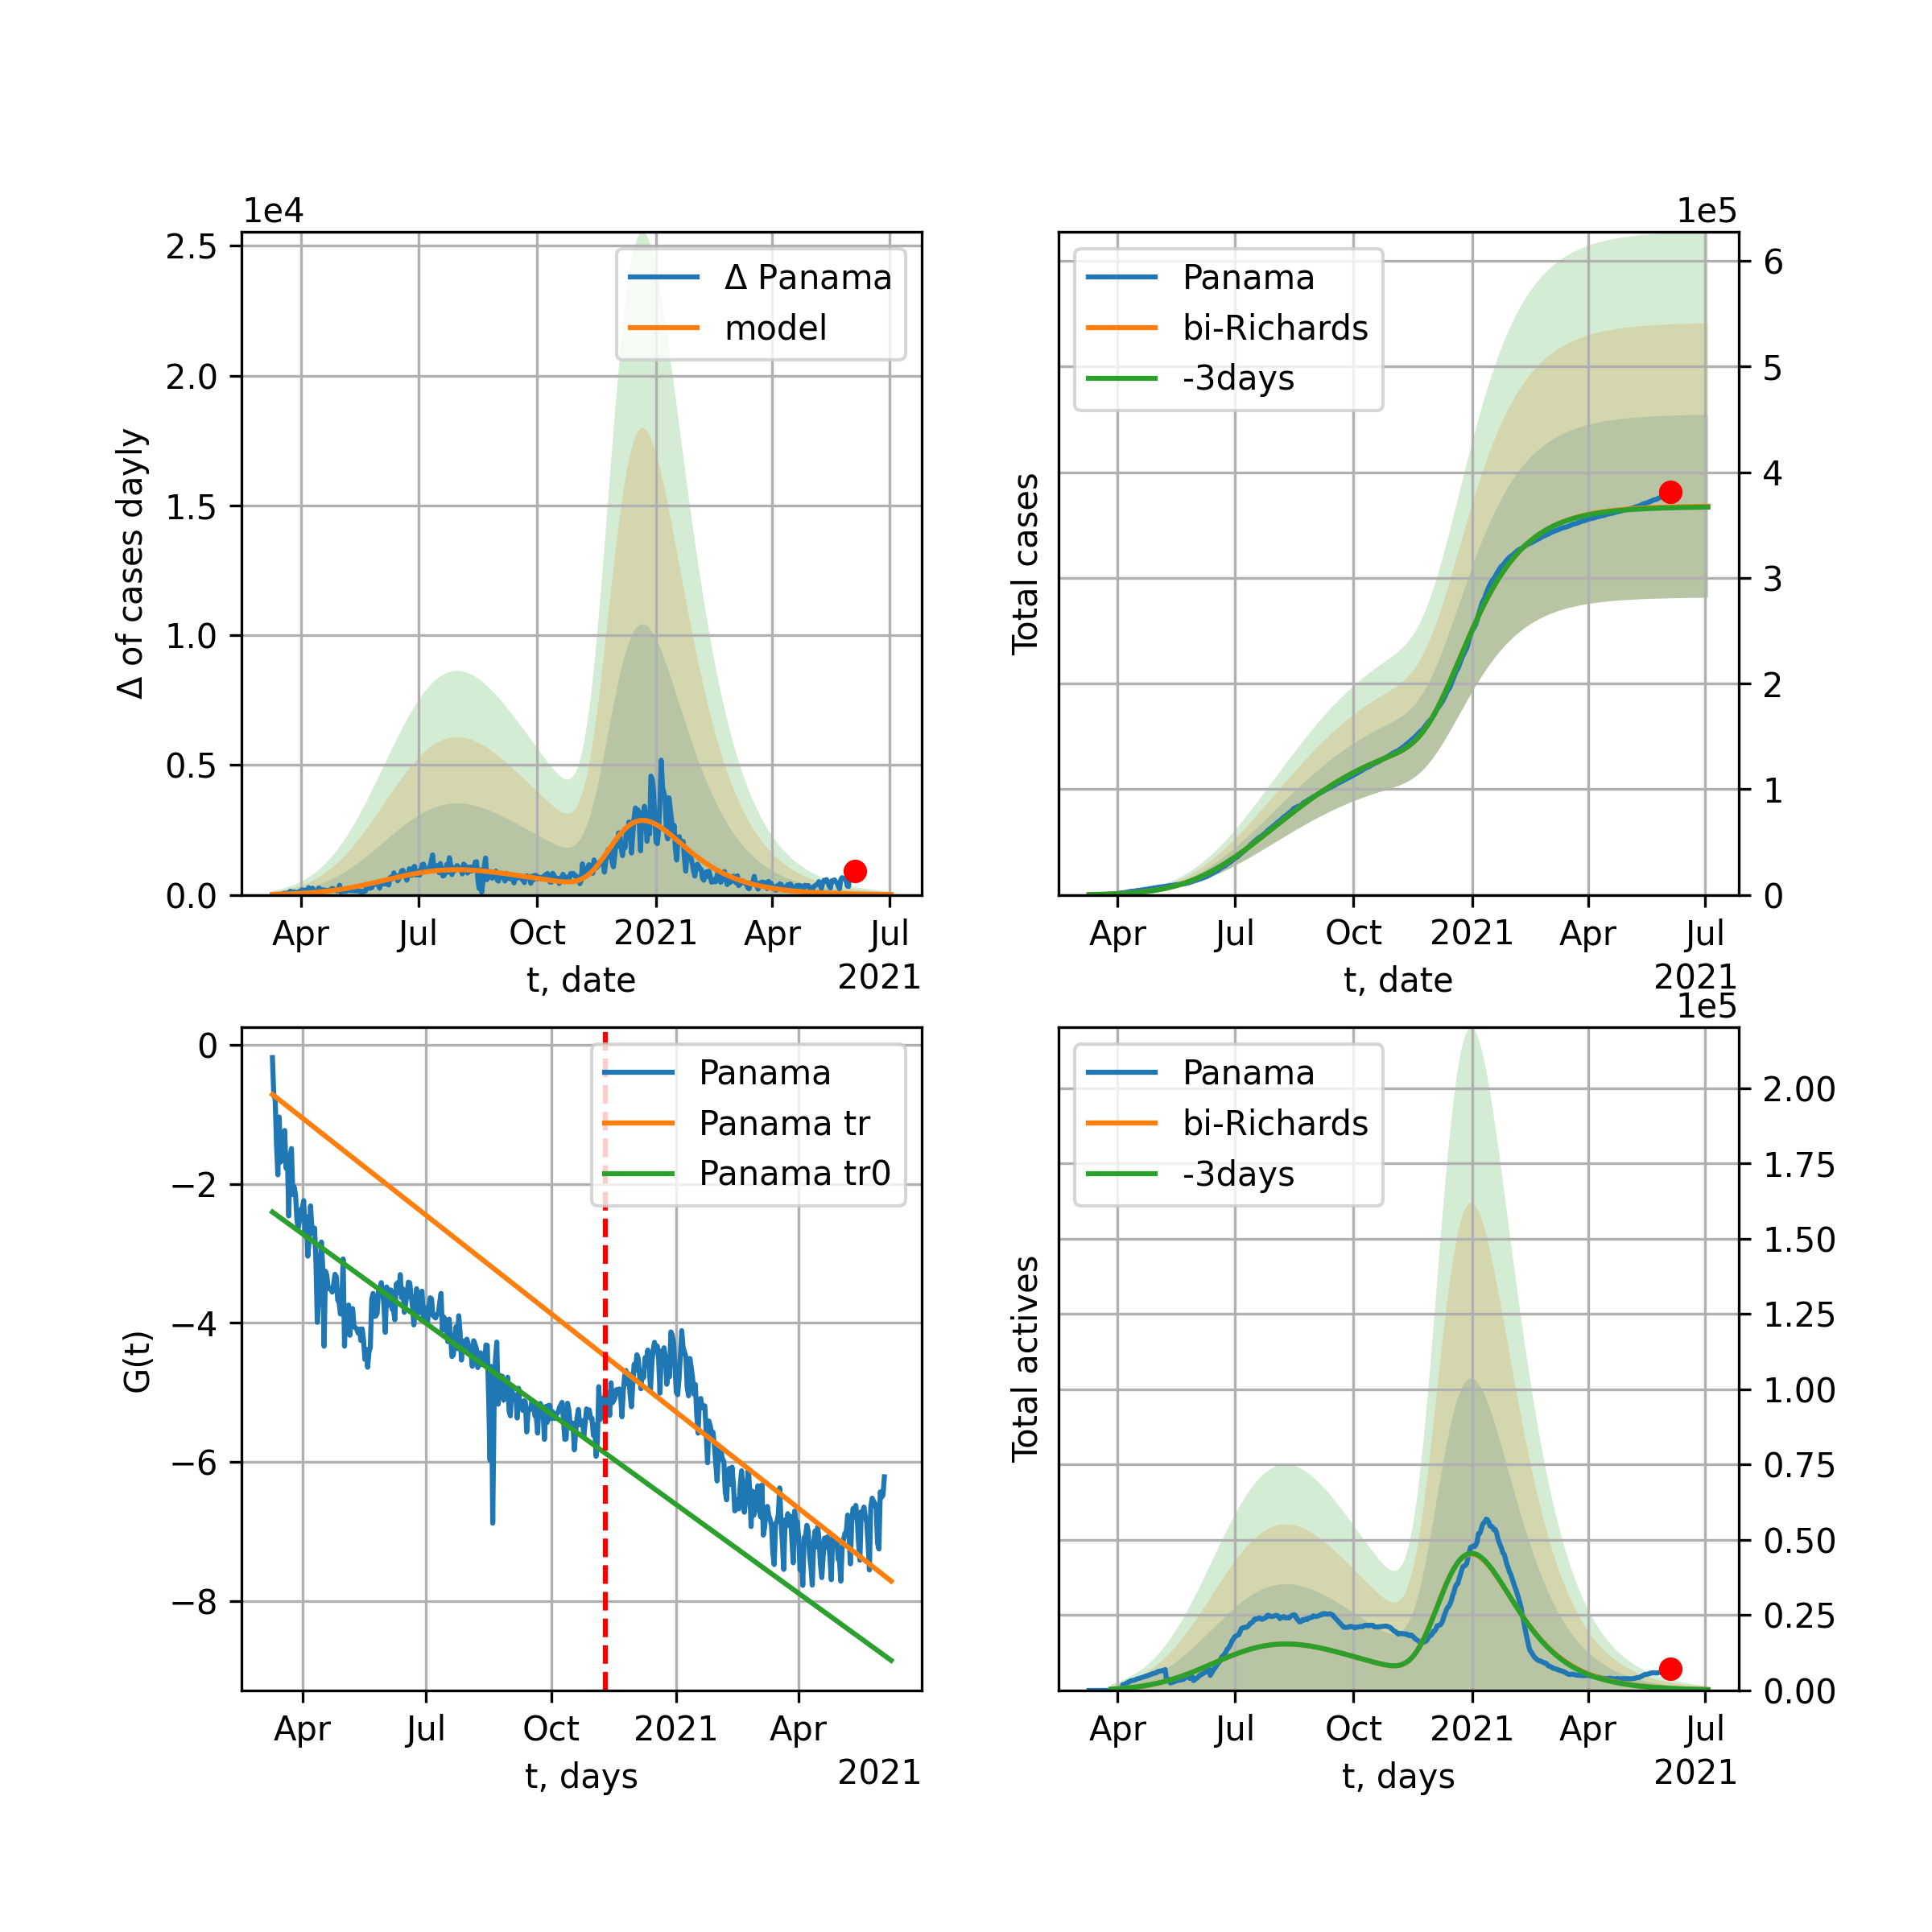 1e4
2.5
2.0
1.5
1.0
0.5
0.0
Δ of cases dayly
Δ Panama
model
Apr Jul Oct 2021 Apr Jul
t, date 2021
1e5
6
5
4
3
2
1
0
Total cases
Panama
bi-Richards
-3days
Apr Jul Oct 2021 Apr Jul
t, date 2021
0
−2
−4
−6
−8
G(t)
Panama
Panama tr
Panama tr0
Apr Jul Oct 2021 Apr
t, days 2021
1e5
2.00
1.75
1.50
1.25
1.00
0.75
0.50
0.25
0.00
Total actives
Panama
bi-Richards
-3days
Apr Jul Oct 2021 Apr Jul
t, days 2021